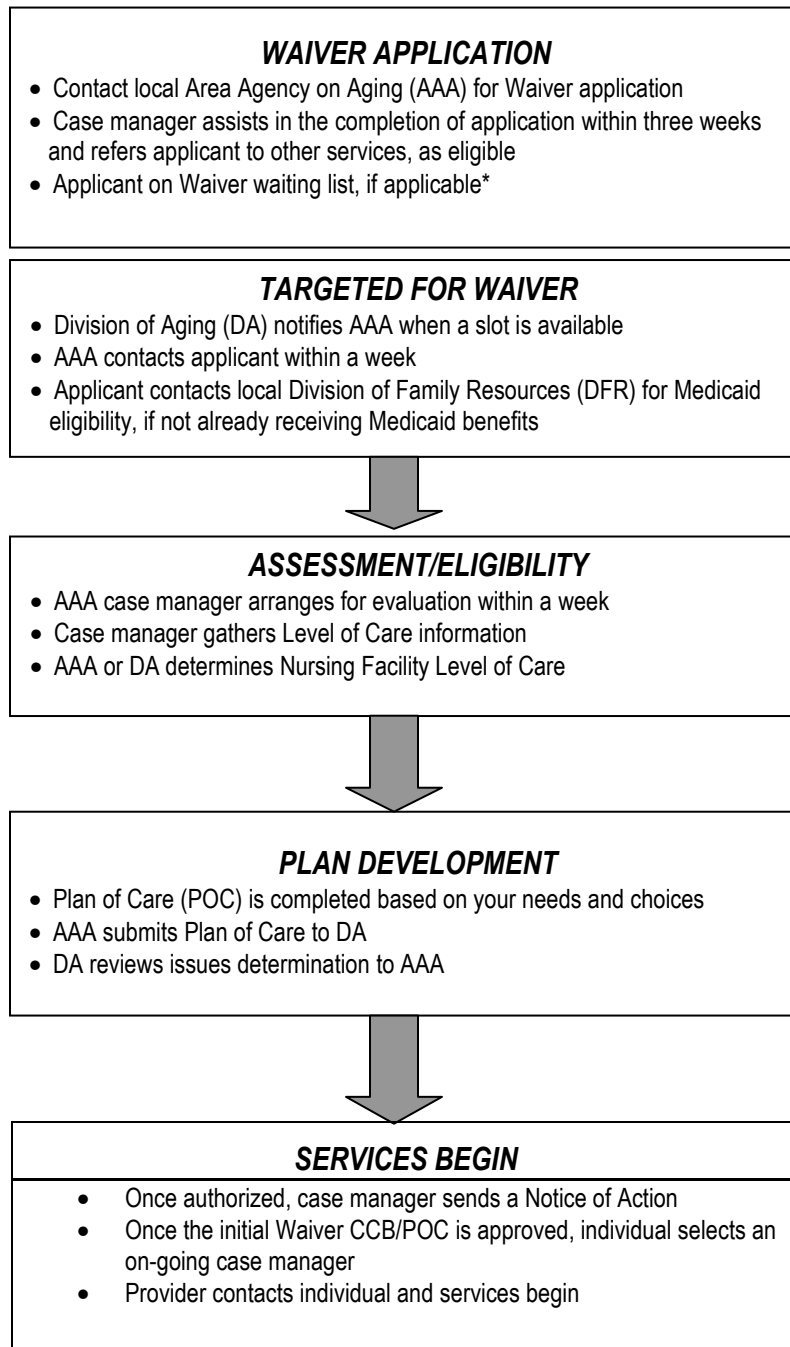 WAIVER APPLICATION
• Contact local Area Agency on Aging (AAA) for Waiver application
• Case manager assists in the completion of application within three weeks
and refers applicant to other services, as eligible
• Applicant on Waiver waiting list, if applicable*
TARGETED FOR WAIVER
• Division of Aging (DA) notifies AAA when a slot is available
• AAA contacts applicant within a week
• Applicant contacts local Division of Family Resources (DFR) for Medicaid
eligibility, if not already receiving Medicaid benefits
ASSESSMENT/ELIGIBILITY
• AAA case manager arranges for evaluation within a week
• Case manager gathers Level of Care information
• AAA or DA determines Nursing Facility Level of Care
PLAN DEVELOPMENT
• Plan of Care (POC) is completed based on your needs and choices
• AAA submits Plan of Care to DA
• DA reviews issues determination to AAA
SERVICES BEGIN
• Once authorized, case manager sends a Notice of Action
• Once the initial Waiver CCB/POC is approved, individual selects an
on-going case manager
• Provider contacts individual and services begin